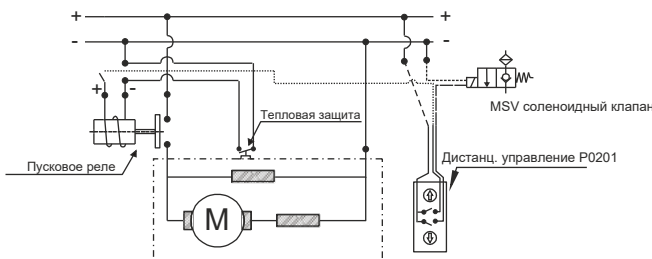 + +
- -
+ -
MSV соленоидный клапан
Тепловая защита
Дистанц. управление P0201
Пусковое реле
M